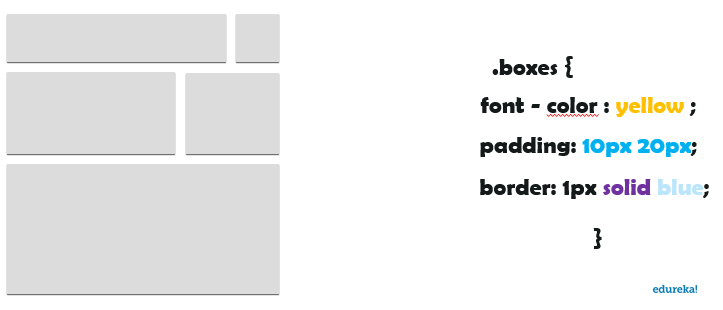 .boxes {
font - color : yellow ;
padding: 10px 20px;
border: 1px solid blue;
}
edureka!